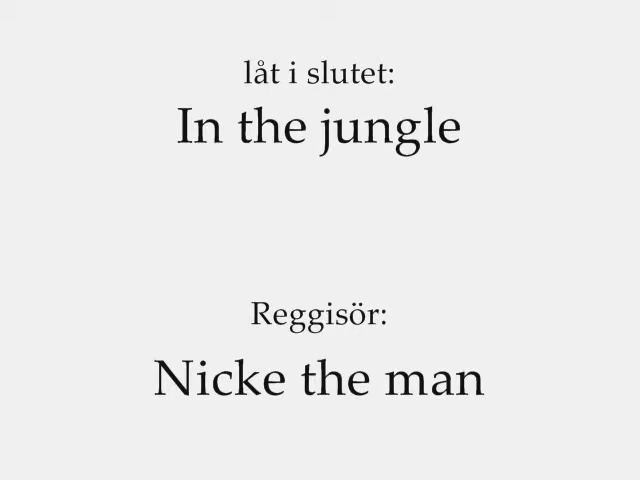 låt i slutet:
In the jungle
Reggisör:
Nicke the man